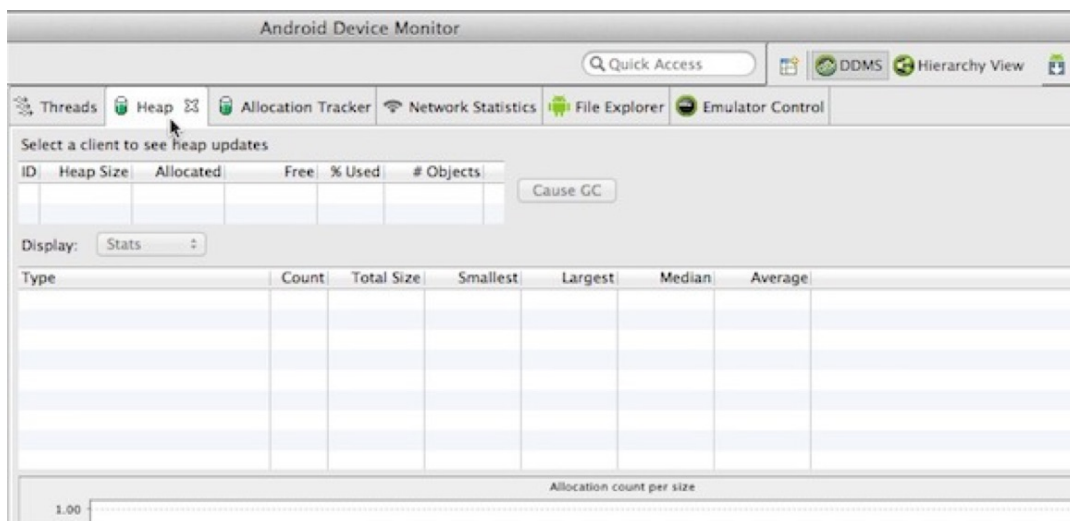 Android Device Monitor
Quick Access DDMS Hierarchy View
Threads Heap Allocation Tracker Network Statistics File Explorer Emulator Control
Select a client to see heap updates
ID Heap Size Allocated Free % Used # Objects
Cause GC
Display: Stats
Type Count Total Size Smallest Largest Median Average
Allocation count per size
1.00